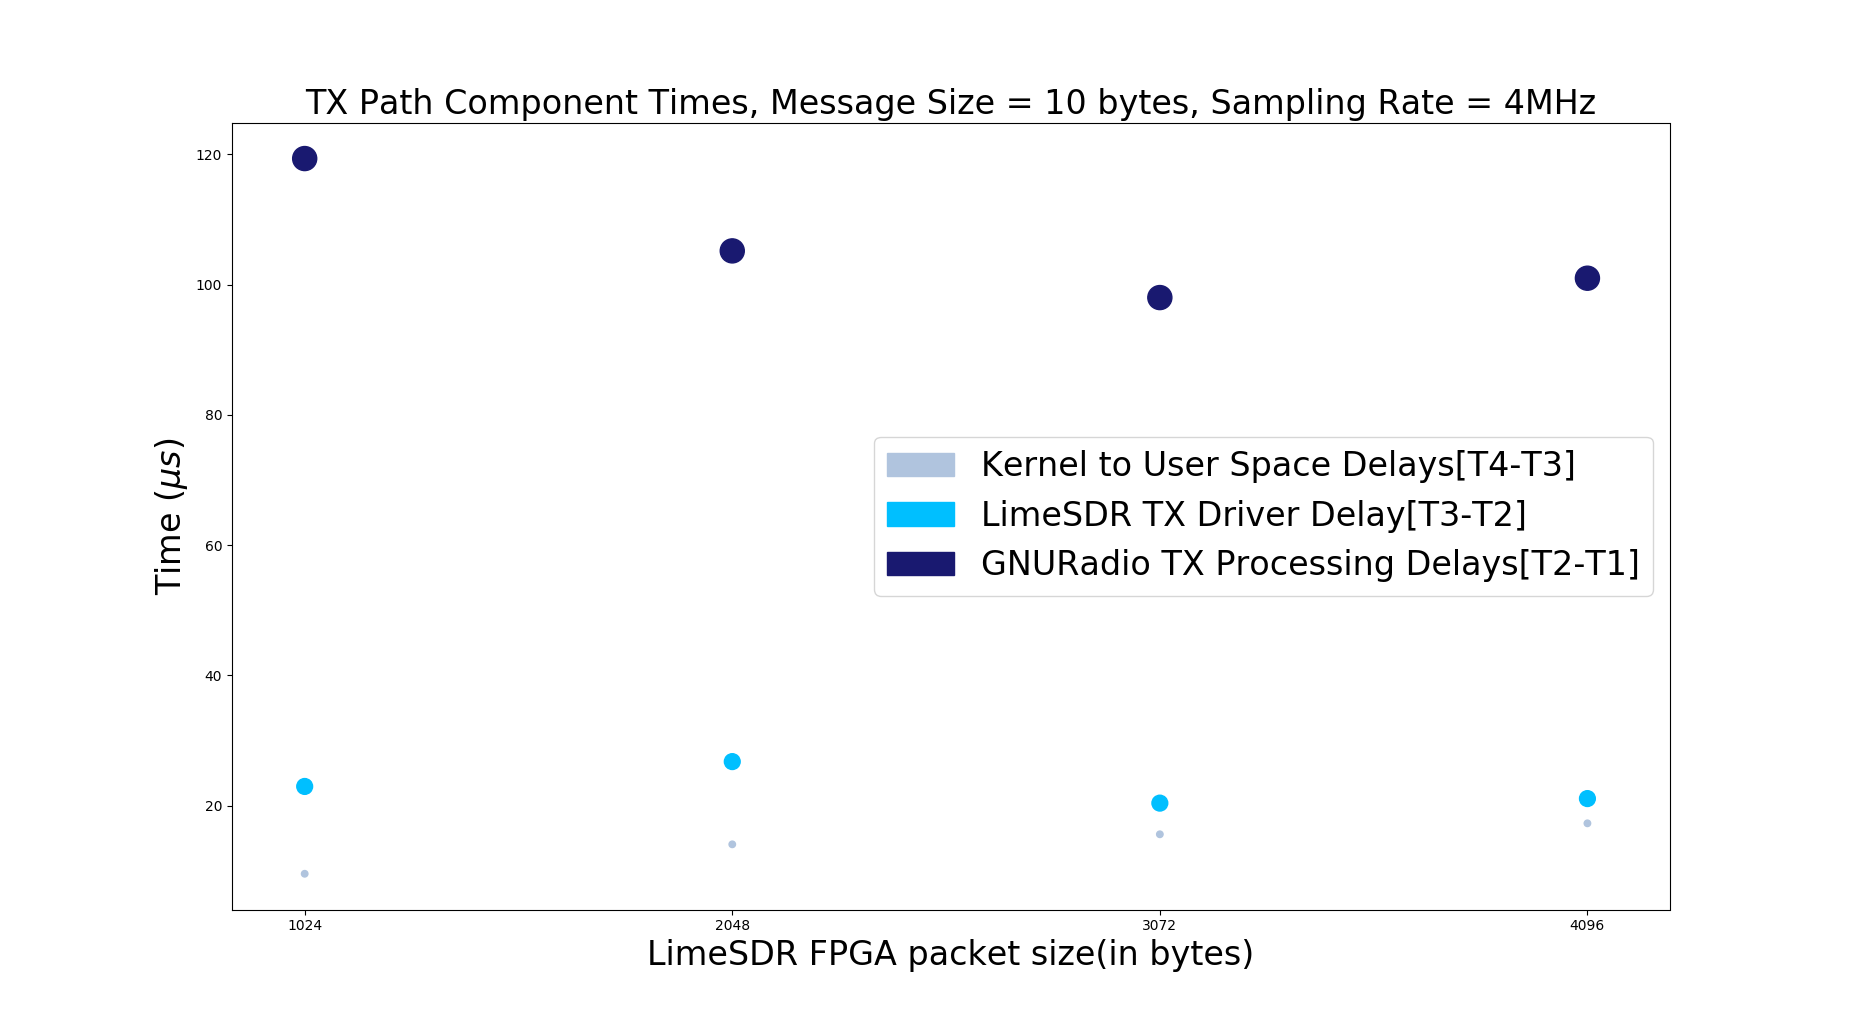 TX Path Component Times, Message Size = 10 bytes, Sampling Rate = 4MHz
120
100
80
60
40
20
Time (μs)
Kernel to User Space Delays[T4-T3]
LimeSDR TX Driver Delay[T3-T2]
GNURadio TX Processing Delays[T2-T1]
1024 2048 3072 4096
LimeSDR FPGA packet size(in bytes)